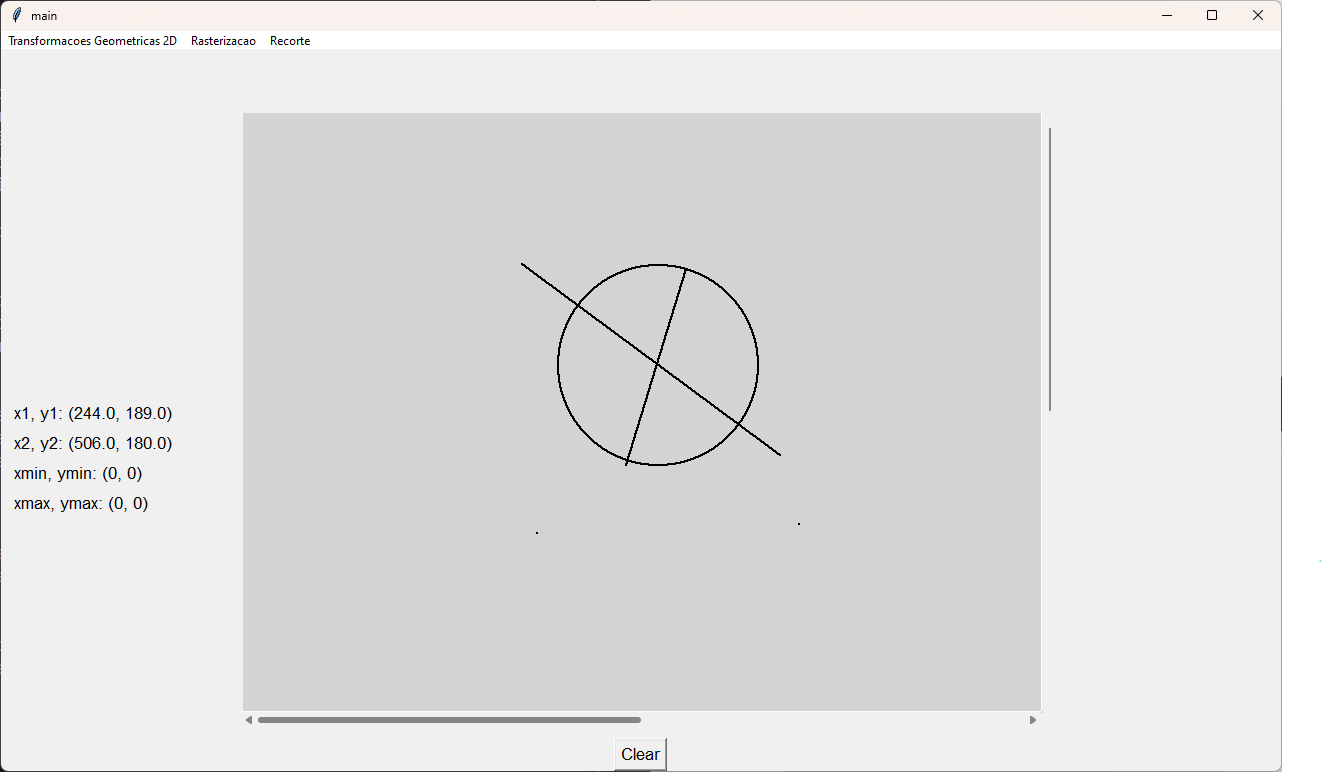 main
Transformacoes Geometricas 2D Rasterizacao Recorte
x1, y1: (244.0, 189.0)
x2, y2: (506.0, 180.0)
xmin, ymin: (0, 0)
xmax, ymax: (0, 0)
Clear